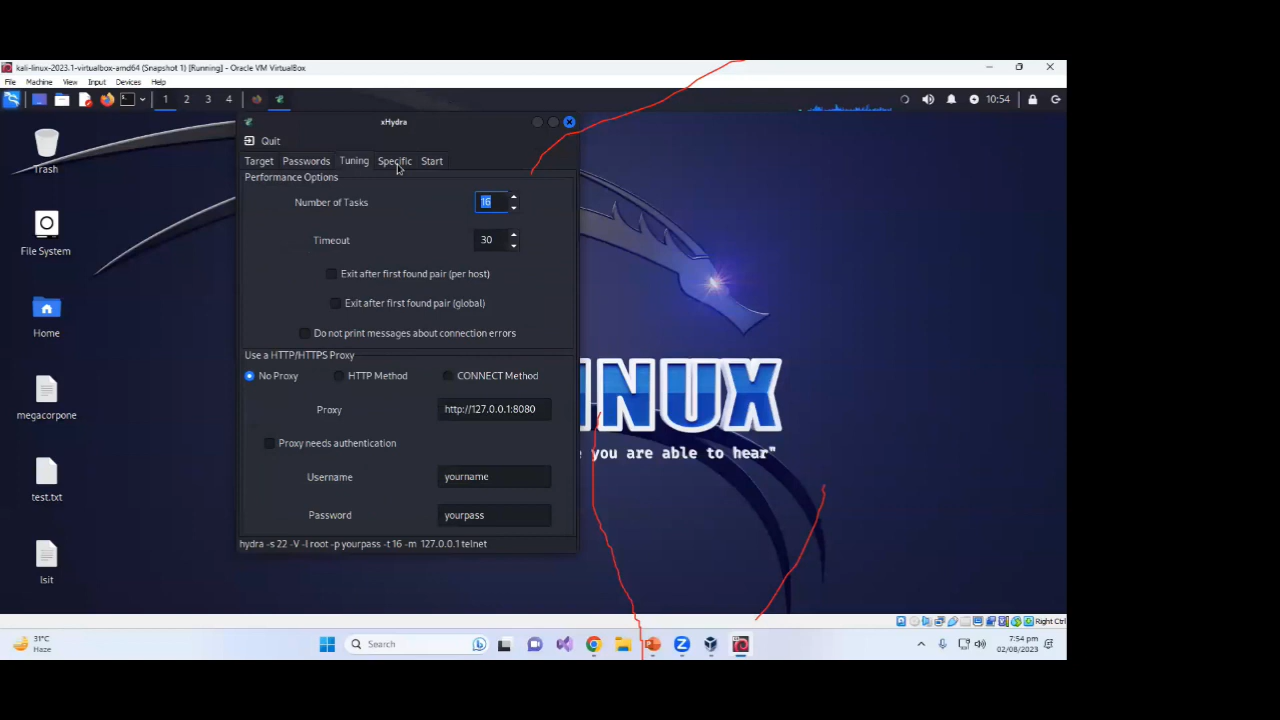 kali-linux-2023.1-virtualbox-amd64 (Snapshot 1) [Running] - Oracle VM VirtualBox
File Machine View Input Devices Help
1 2 3 4 10:54
xHydra
Quit
Target Passwords Tuning Specific Start
Performance Options
Number of Tasks 16
Timeout 30
Exit after first found pair (per host)
Exit after first found pair (global)
Do not print messages about connection errors
Use a HTTP/HTTPS Proxy
No Proxy HTTP Method CONNECT Method
Proxy http://127.0.0.1:8080
Proxy needs authentication
Username yourname
Password yourpass
hydra -s 22 -V -l root -p yourpass -t 16 -m 127.0.0.1 telnet
Trash
File System
Home
megacorpone
test.txt
lsit
INUX
you are able to hear"
Right Ctrl
31°C
Haze
Search
7:54 pm
02/08/2023